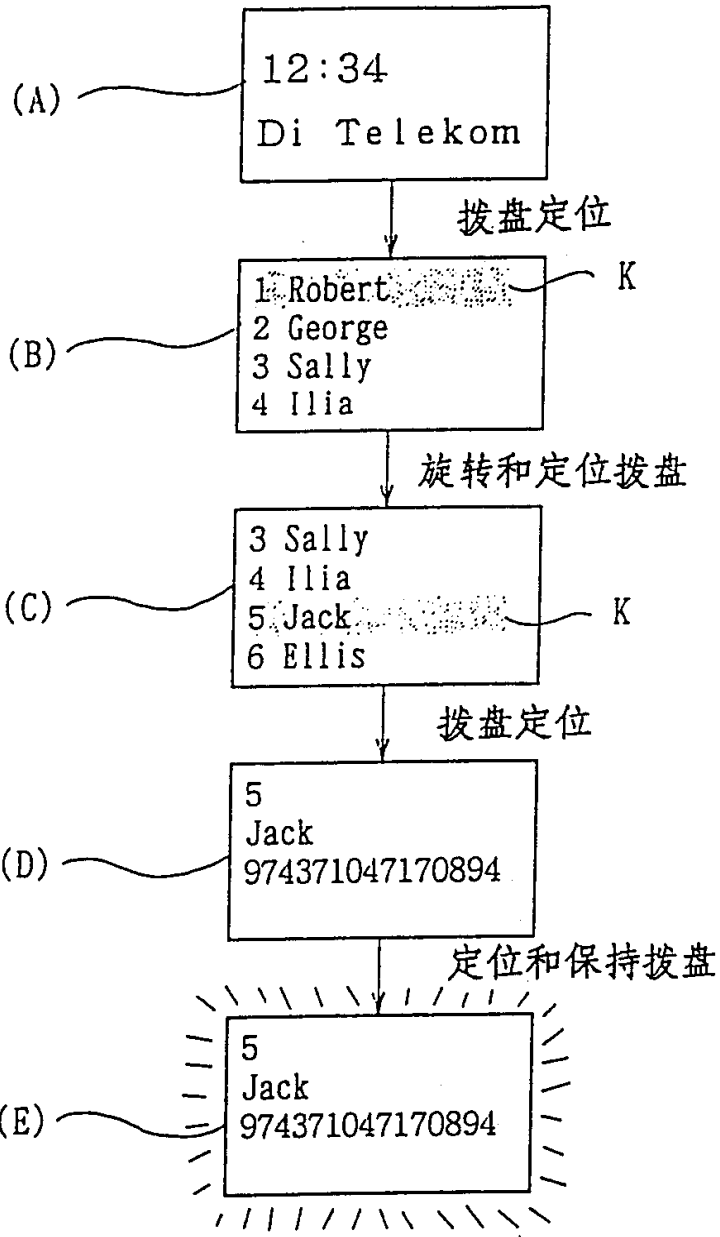 (A)
12:34
Di Telekom
拨盘定位
(B)
1 Robert
K
2 George
3 Sally
4 Ilia
旋转和定位拨盘
(C)
3 Sally
4 Ilia
5 Jack
K
6 Ellis
拨盘定位
(D)
5
Jack
974371047170894
定位和保持拨盘
(E)
5
Jack
974371047170894